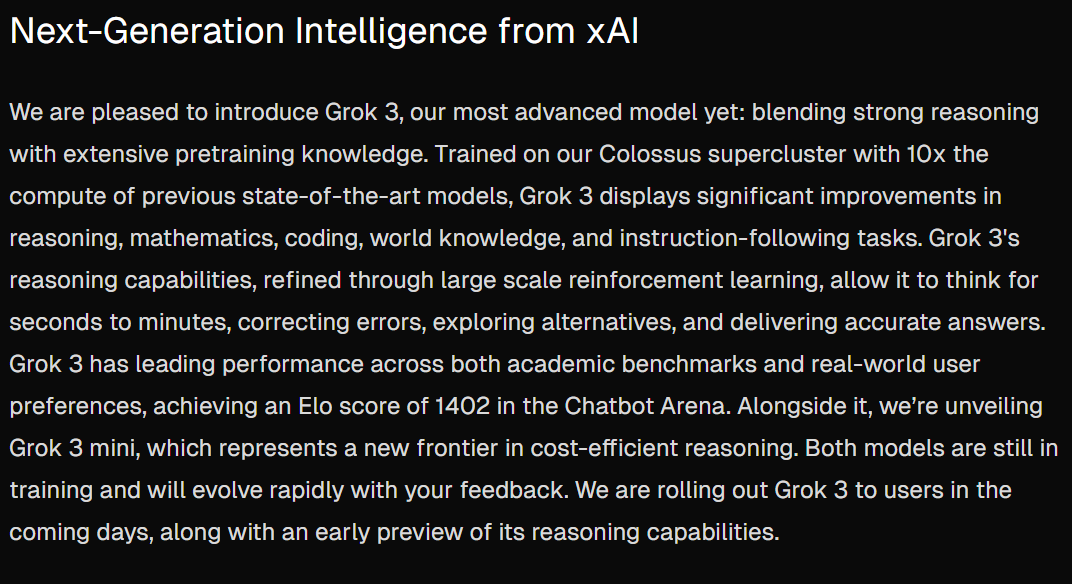 Next-Generation Intelligence from xAI
We are pleased to introduce Grok 3, our most advanced model yet: blending strong reasoning
with extensive pretraining knowledge. Trained on our Colossus supercluster with 10x the
compute of previous state-of-the-art models, Grok 3 displays significant improvements in
reasoning, mathematics, coding, world knowledge, and instruction-following tasks. Grok 3's
reasoning capabilities, refined through large scale reinforcement learning, allow it to think for
seconds to minutes, correcting errors, exploring alternatives, and delivering accurate answers.
Grok 3 has leading performance across both academic benchmarks and real-world user
preferences, achieving an Elo score of 1402 in the Chatbot Arena. Alongside it, we’re unveiling
Grok 3 mini, which represents a new frontier in cost-efficient reasoning. Both models are still in
training and will evolve rapidly with your feedback. We are rolling out Grok 3 to users in the
coming days, along with an early preview of its reasoning capabilities.